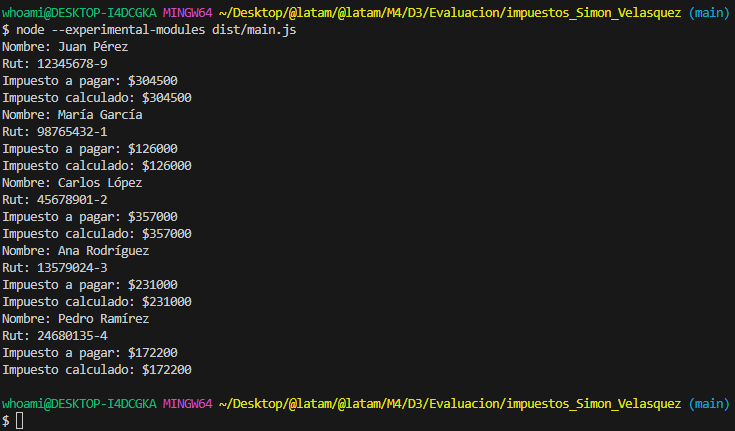 whoami@DESKTOP-I4DCGKA MINGW64 ~/Desktop/@latam/@latam/M4/D3/Evaluacion/impuestos_Simon_Velasquez (main)
$ node --experimental-modules dist/main.js
Nombre: Juan Pérez
Rut: 12345678-9
Impuesto a pagar: $304500
Impuesto calculado: $304500
Nombre: María García
Rut: 98765432-1
Impuesto a pagar: $126000
Impuesto calculado: $126000
Nombre: Carlos López
Rut: 45678901-2
Impuesto a pagar: $357000
Impuesto calculado: $357000
Nombre: Ana Rodríguez
Rut: 13579024-3
Impuesto a pagar: $231000
Impuesto calculado: $231000
Nombre: Pedro Ramírez
Rut: 24680135-4
Impuesto a pagar: $172200
Impuesto calculado: $172200
whoami@DESKTOP-I4DCGKA MINGW64 ~/Desktop/@latam/@latam/M4/D3/Evaluacion/impuestos_Simon_Velasquez (main)
$